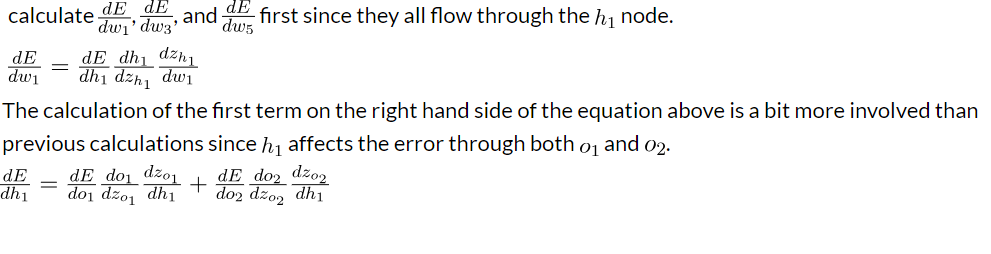 calculate $\frac{dE}{dw_1}, \frac{dE}{dw_3}$, and $\frac{dE}{dw_5}$ first since they all flow through the $h_1$ node.
$\frac{dE}{dw_1} = \frac{dE}{dh_1} \frac{dh_1}{dz_{h_1}} \frac{dz_{h_1}}{dw_1}$
The calculation of the first term on the right hand side of the equation above is a bit more involved than
previous calculations since $h_1$ affects the error through both $o_1$ and $o_2$.
$\frac{dE}{dh_1} = \frac{dE}{do_1} \frac{do_1}{dz_{o_1}} \frac{dz_{o_1}}{dh_1} + \frac{dE}{do_2} \frac{do_2}{dz_{o_2}} \frac{dz_{o_2}}{dh_1}$